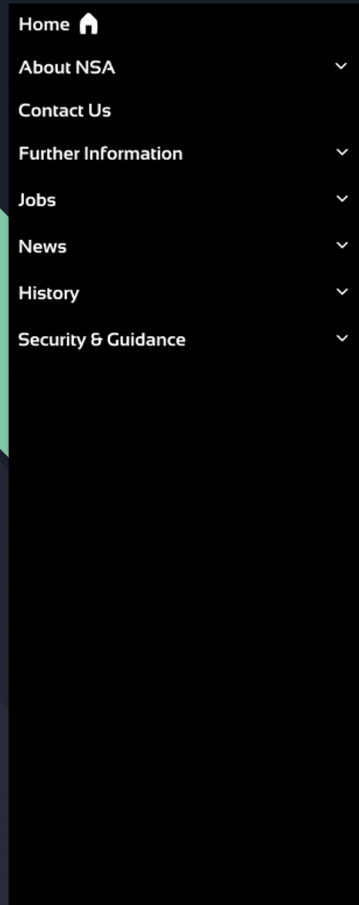 Home
About NSA
Contact Us
Further Information
Jobs
News
History
Security & Guidance